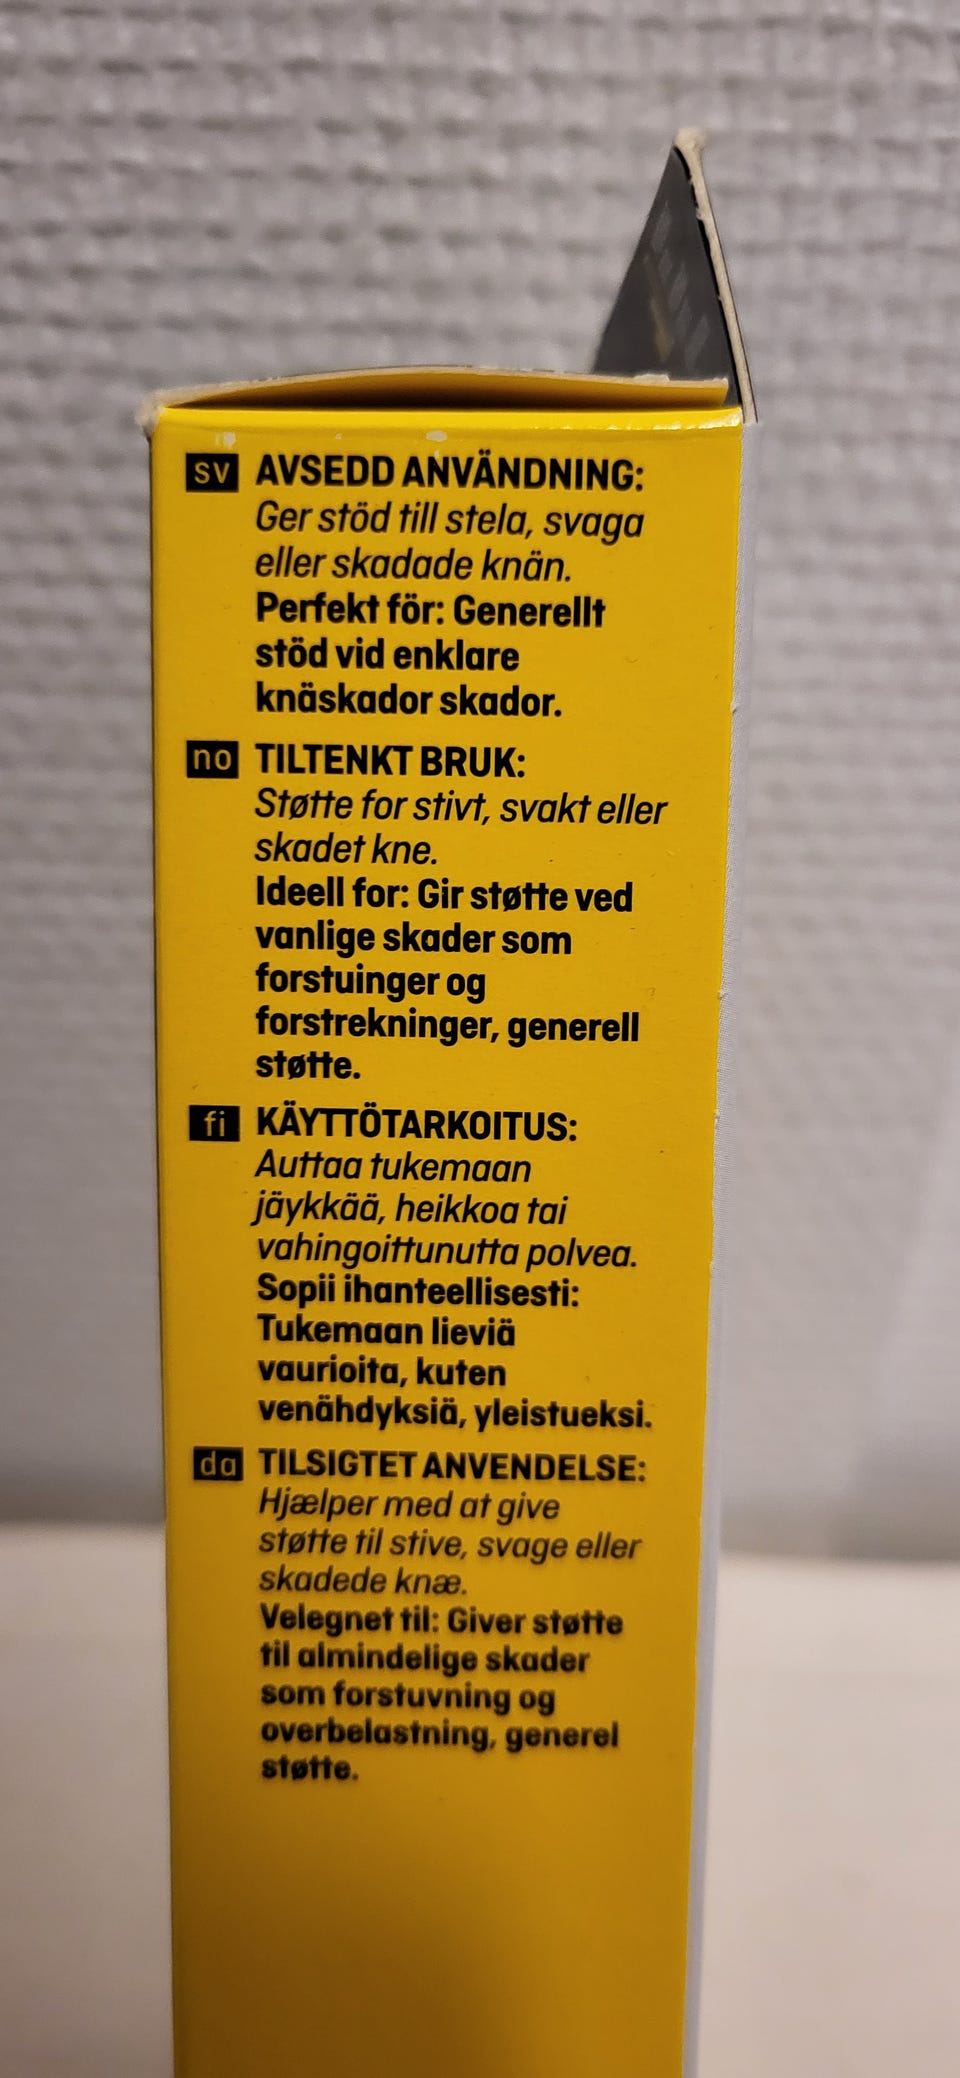 sv AVSEDD ANVÄNDNING:
Ger stöd till stela, svaga
eller skadade knän.
Perfekt för: Generellt
stöd vid enklare
knäskador skador.
no TILTENKT BRUK:
Støtte for stivt, svakt eller
skadet kne.
Ideell for: Gir støtte ved
vanlige skader som
forstuinger og
forstrekninger, generell
støtte.
fi KÄYTTÖTARKOITUS:
Auttaa tukemaan
jäykkää, heikkoa tai
vahingoittunutta polvea.
Sopii ihanteellisesti:
Tukemaan lieviä
vaurioita, kuten
venähdyksiä, yleistueksi.
da TILSIGTET ANVENDELSE:
Hjælper med at give
støtte til stive, svage eller
skadede knæ.
Velegnet til: Giver støtte
til almindelige skader
som forstuvning og
overbelastning, generel
støtte.